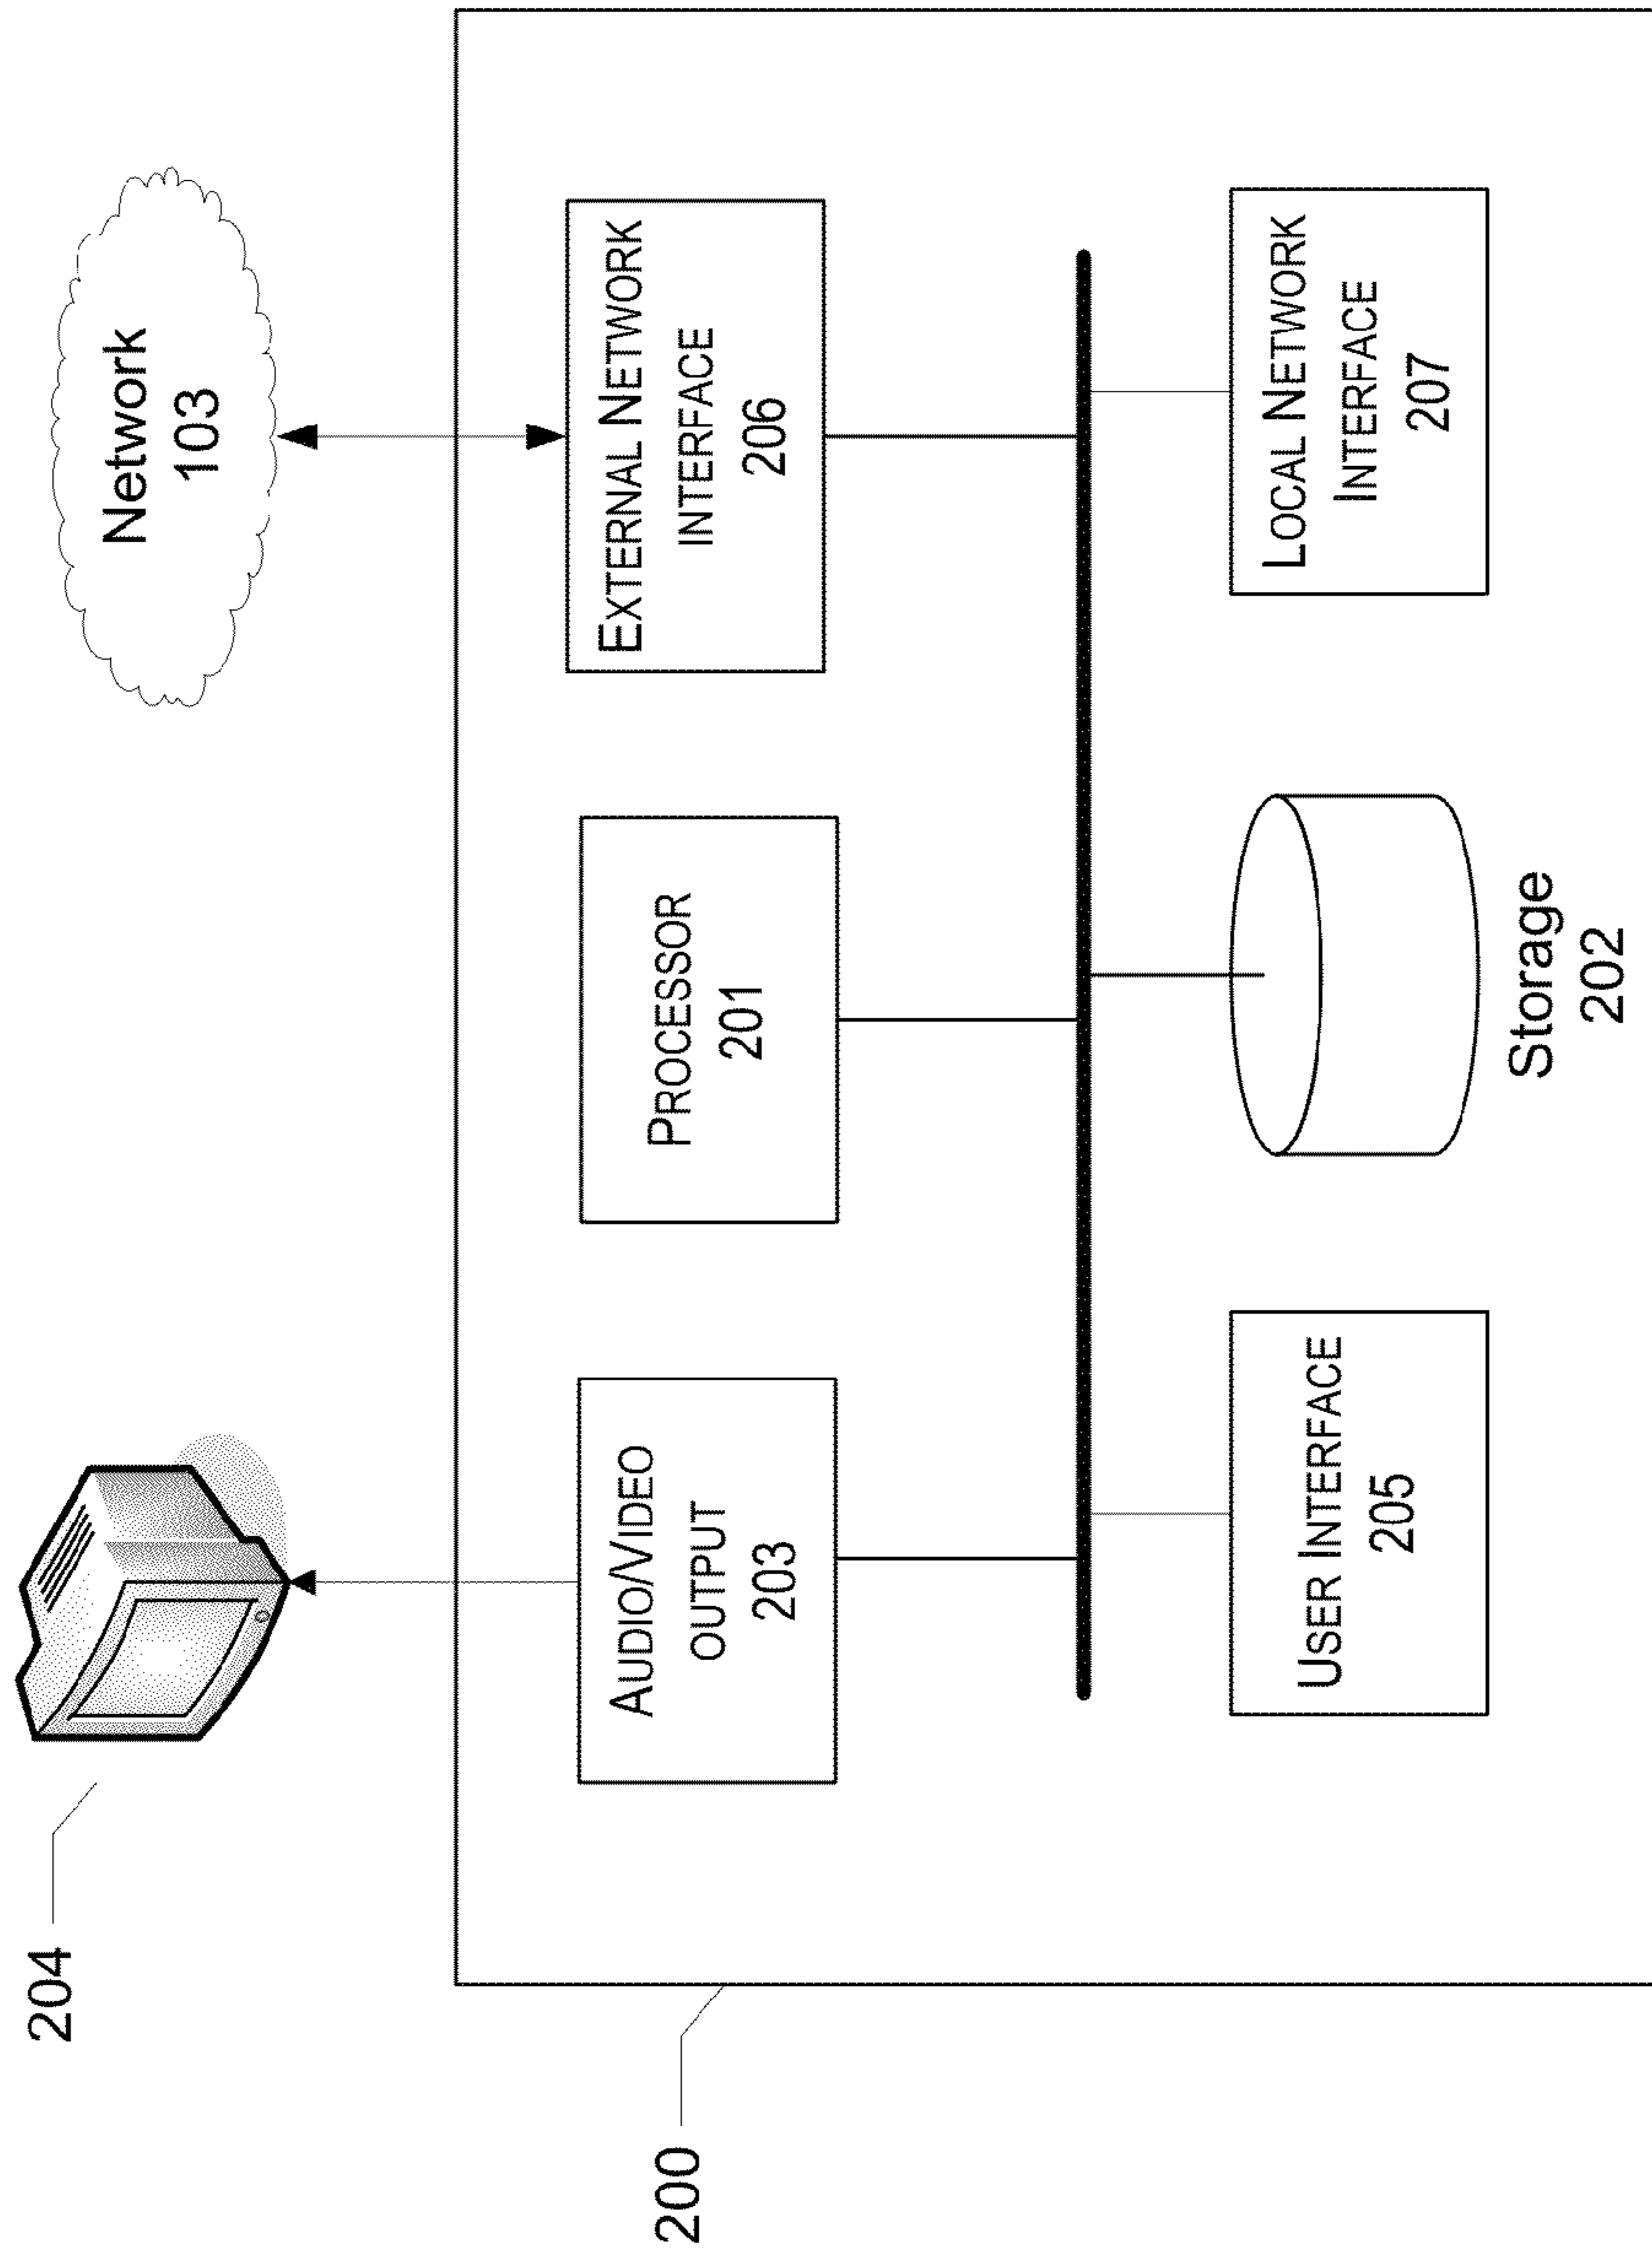 204
Network
103
200
AUDIO/VIDEO
OUTPUT
203
PROCESSOR
201
EXTERNAL NETWORK
INTERFACE
206
USER INTERFACE
205
Storage
202
LOCAL NETWORK
INTERFACE
207